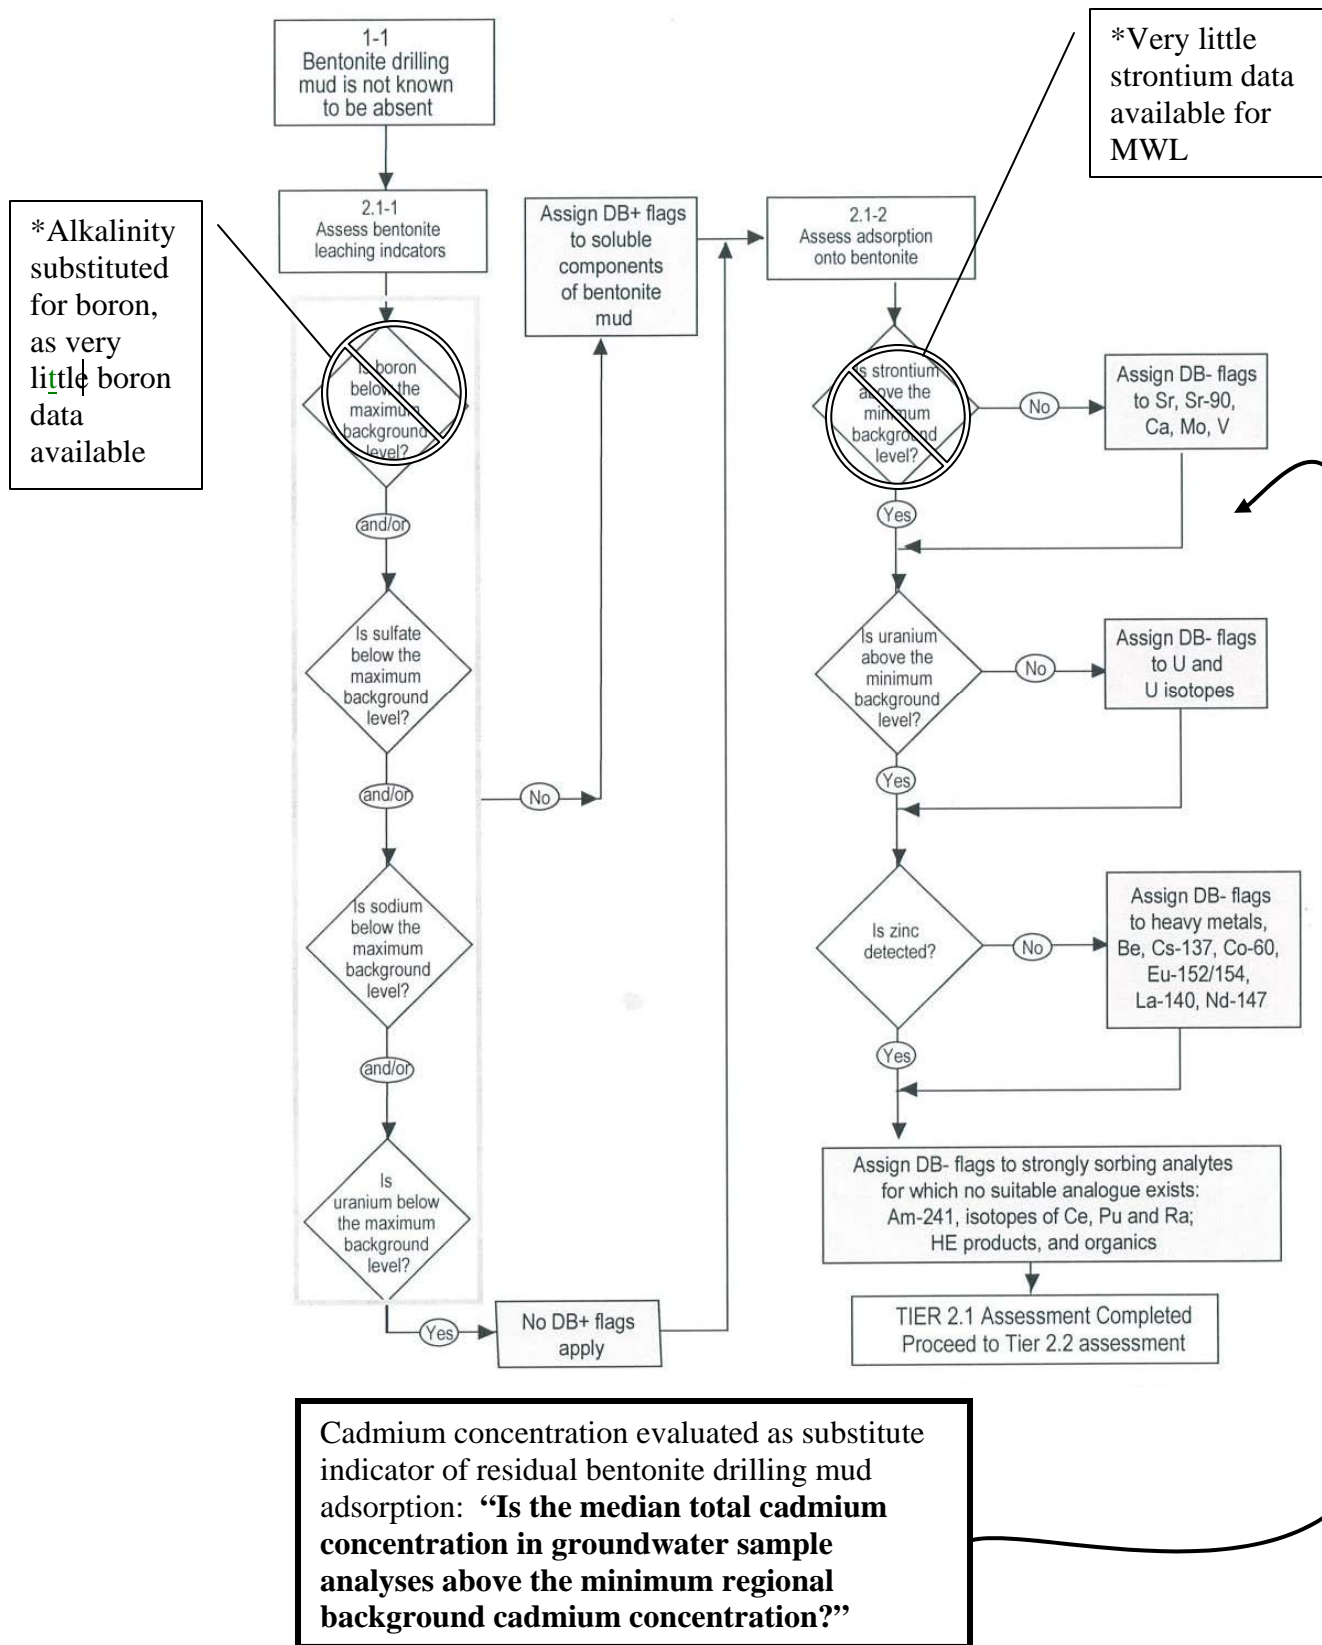 1-1
Bentonite drilling
mud is not known
to be absent
*Very little
strontium data
available for
MWL
*Alkalinity
substituted
for boron,
as very
little boron
data
available
2.1-1
Assess bentonite
leaching indcators
Assign DB+ flags
to soluble
components
of bentonite
mud
2.1-2
Assess adsorption
onto bentonite
Is boron
below the
maximum
background
level?
and/or
Is sulfate
below the
maximum
background
level?
and/or
No
Is sodium
below the
maximum
background
level?
and/or
Is
uranium below
the maximum
background
level?
Yes
No DB+ flags
apply
Is strontium
above the
minimum
background
level?
No
Assign DB- flags
to Sr, Sr-90,
Ca, Mo, V
Yes
Is uranium
above the
minimum
background
level?
No
Assign DB- flags
to U and
U isotopes
Yes
Is zinc
detected?
No
Assign DB- flags
to heavy metals,
Be, Cs-137, Co-60,
Eu-152/154,
La-140, Nd-147
Yes
Assign DB- flags to strongly sorbing analytes
for which no suitable analogue exists:
Am-241, isotopes of Ce, Pu and Ra;
HE products, and organics
TIER 2.1 Assessment Completed
Proceed to Tier 2.2 assessment
Cadmium concentration evaluated as substitute
indicator of residual bentonite drilling mud
adsorption: “Is the median total cadmium
concentration in groundwater sample
analyses above the minimum regional
background cadmium concentration?”